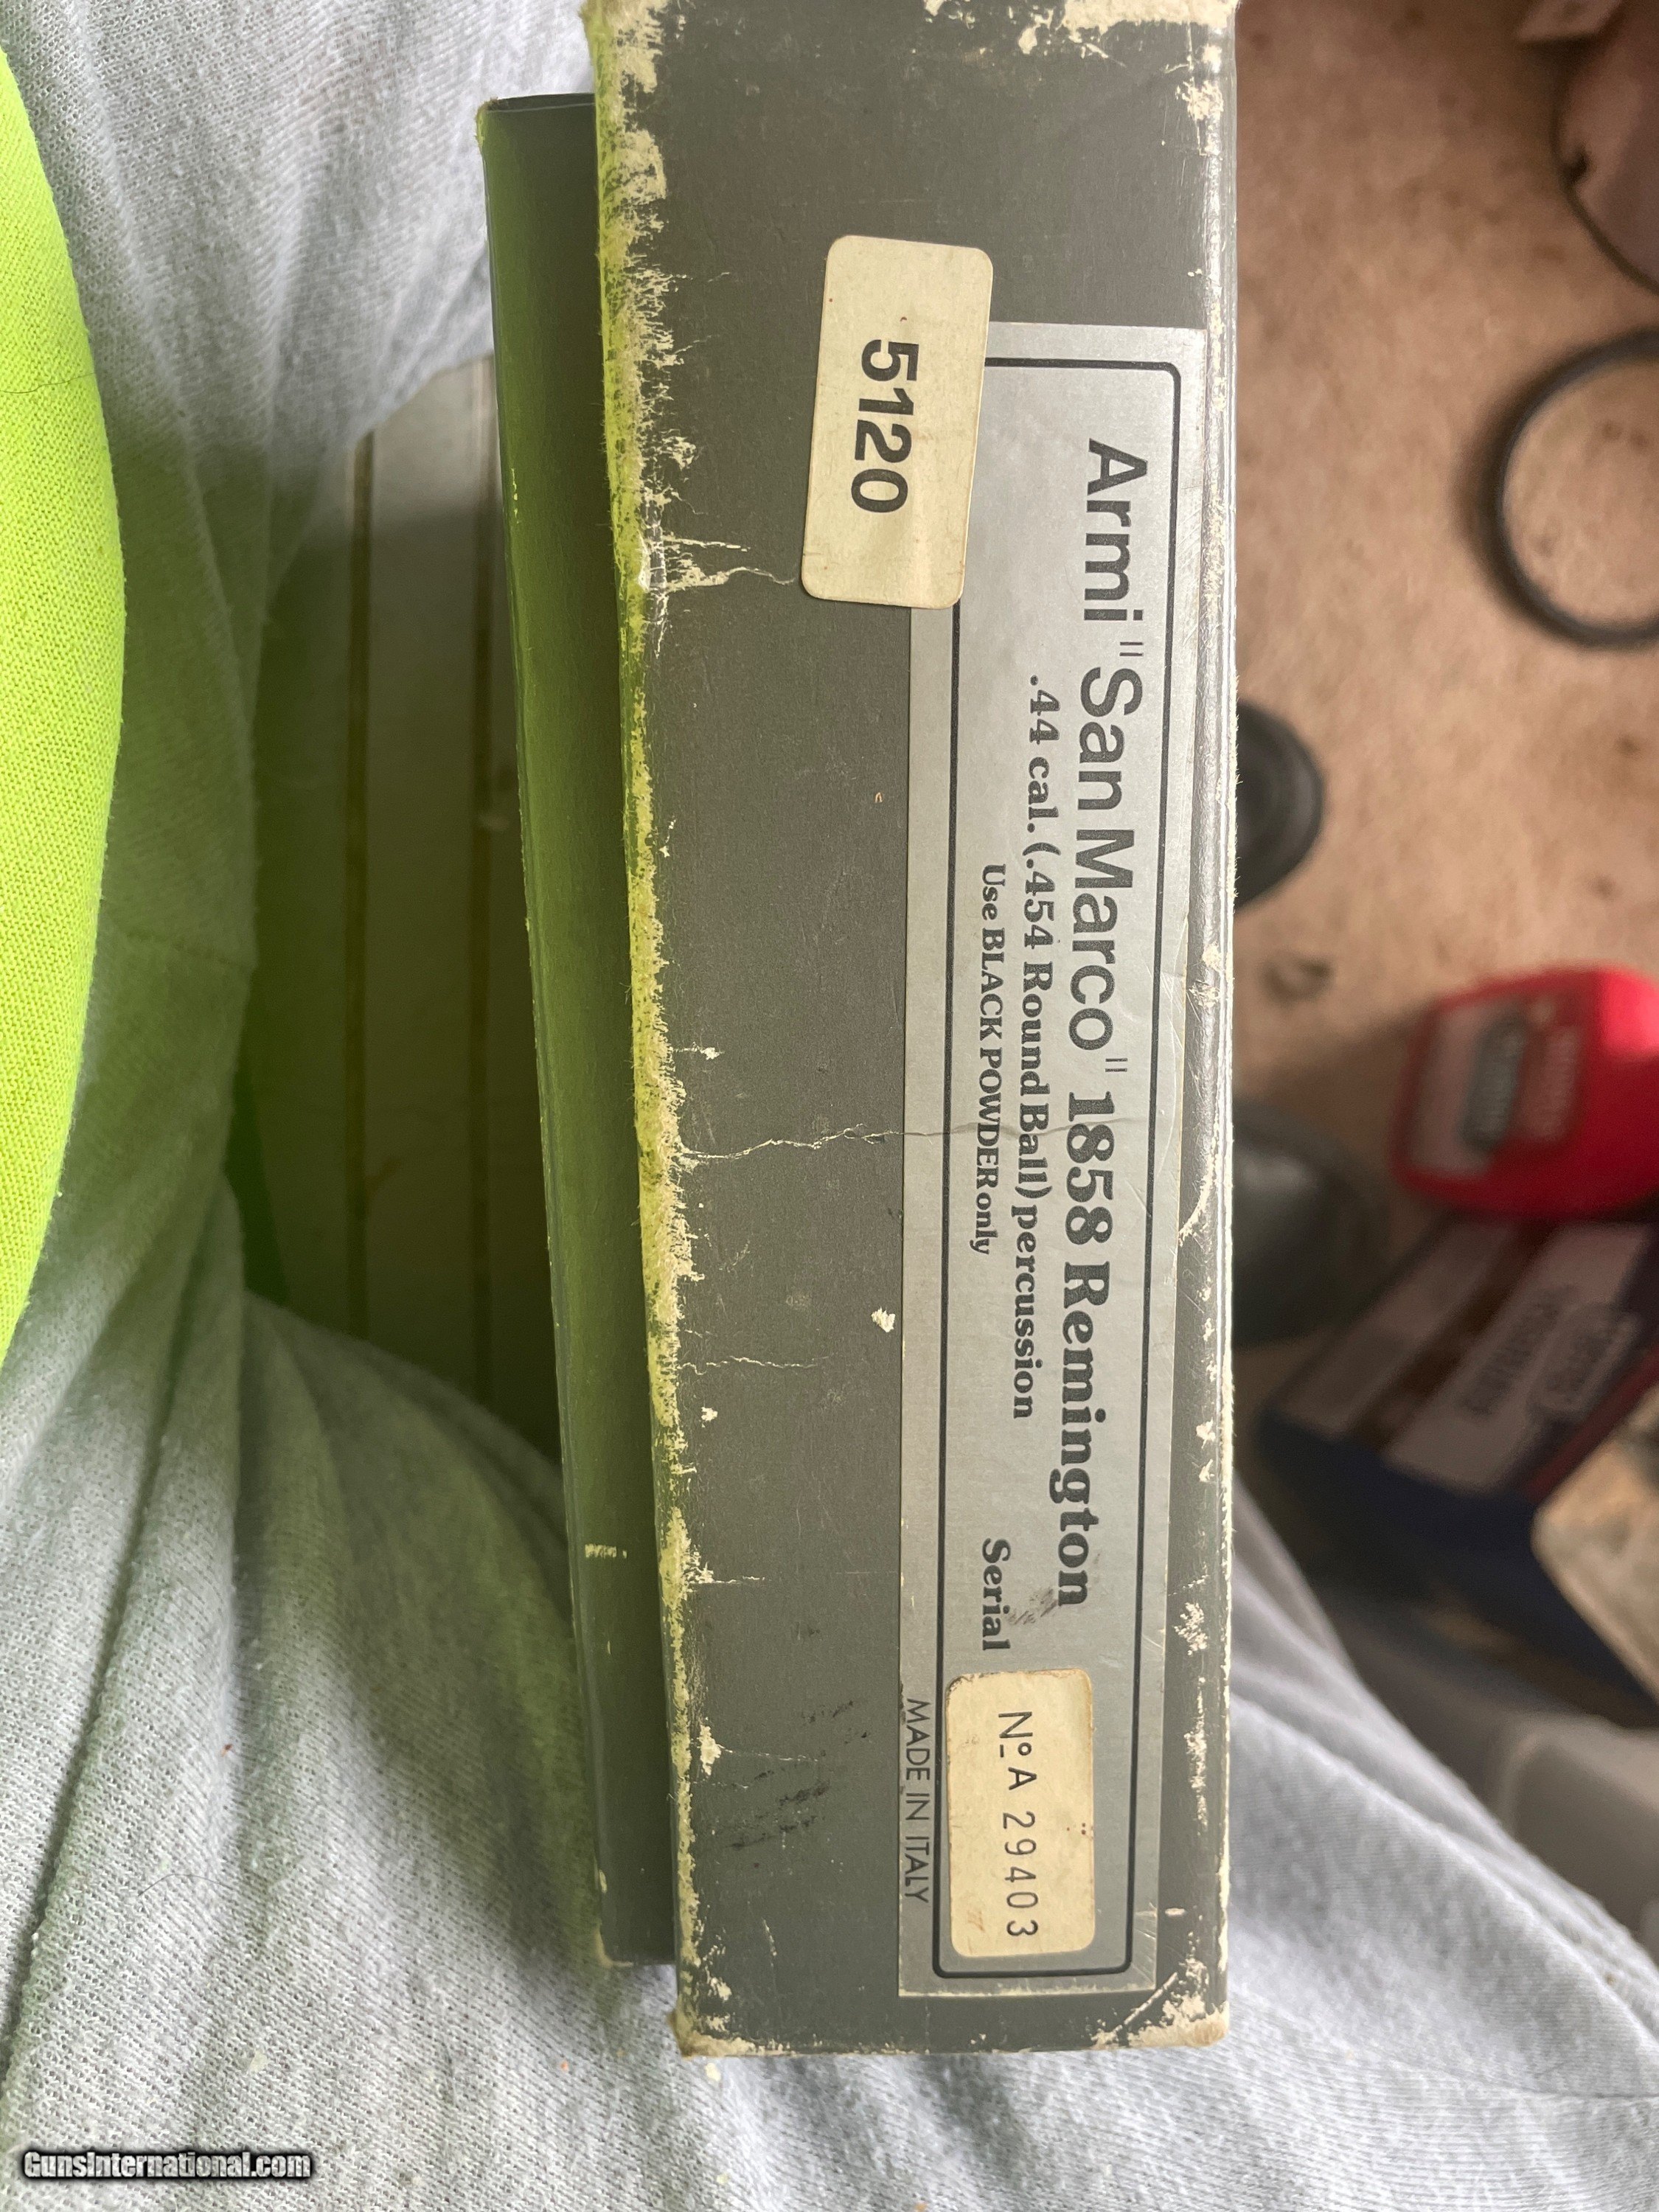 5120
Armi "San Marco" 1858 Remington
.44 cal. (.454 Round Ball) percussion
Use BLACK POWDER only
Serial
Nº A 29403
MADE IN ITALY
GunsInternational.com